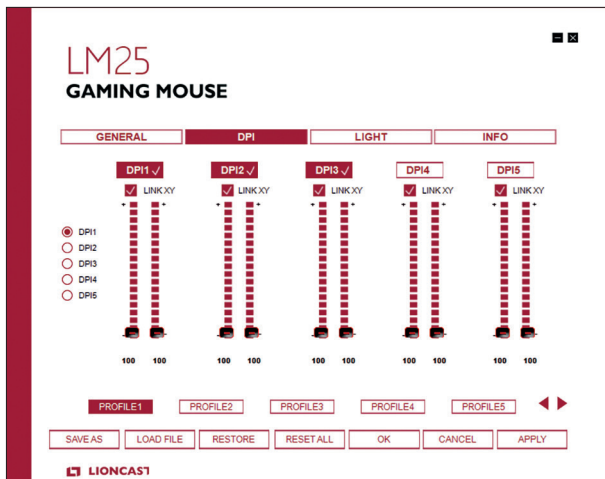 LM25
GAMING MOUSE
GENERAL DPI LIGHT INFO
DPI1 DPI2 DPI3 DPI4 DPI5
LINK XY LINK XY LINK XY LINK XY LINK XY
+ + + + + + + + + +
DPI1
DPI2
DPI3
DPI4
DPI5
100 100 100 100 100 100 100 100 100 100
PROFILE1 PROFILE2 PROFILE3 PROFILE4 PROFILE5
SAVE AS LOAD FILE RESTORE RESET ALL OK CANCEL APPLY
LIONCAST